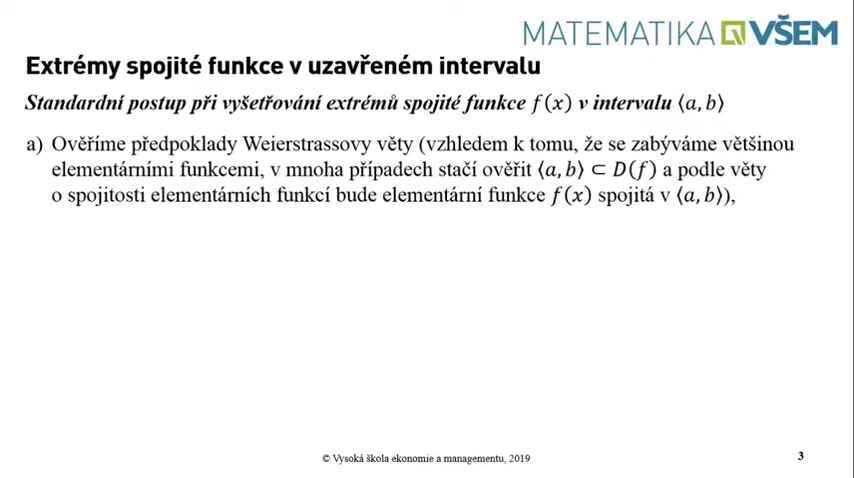 MATEMATIKA VŠEM
Extrémy spojité funkce v uzavřeném intervalu
Standardní postup při vyšetřování extrémů spojité funkce f(x) v intervalu ⟨a, b⟩
a) Ověříme předpoklady Weierstrassovy věty (vzhledem k tomu, že se zabýváme většinou
elementárními funkcemi, v mnoha případech stačí ověřit ⟨a, b⟩ ⊂ D(f) a podle věty
o spojitosti elementárních funkcí bude elementární funkce f(x) spojitá v ⟨a, b⟩),
© Vysoká škola ekonomie a managementu, 2019
3